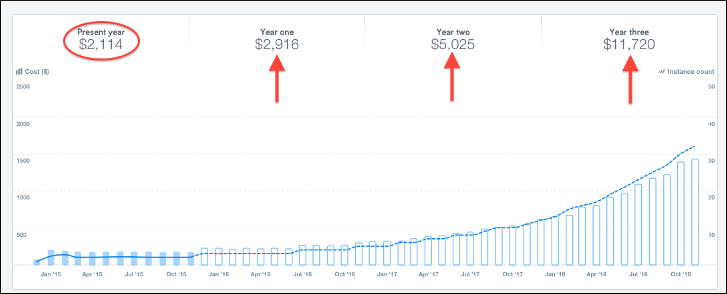 Present year Year one Year two Year three
$2,114 $2,916 $5,025 $11,720
Cost ($) Instance count
2500 50
2000 40
1500 30
1000 20
500 10
Jan '15 Apr '15 Jul '15 Oct '15 Jan '16 Apr '16 Jul '16 Oct '16 Jan '17 Apr '17 Jul '17 Oct '17 Jan '18 Apr '18 Jul '18 Oct '18